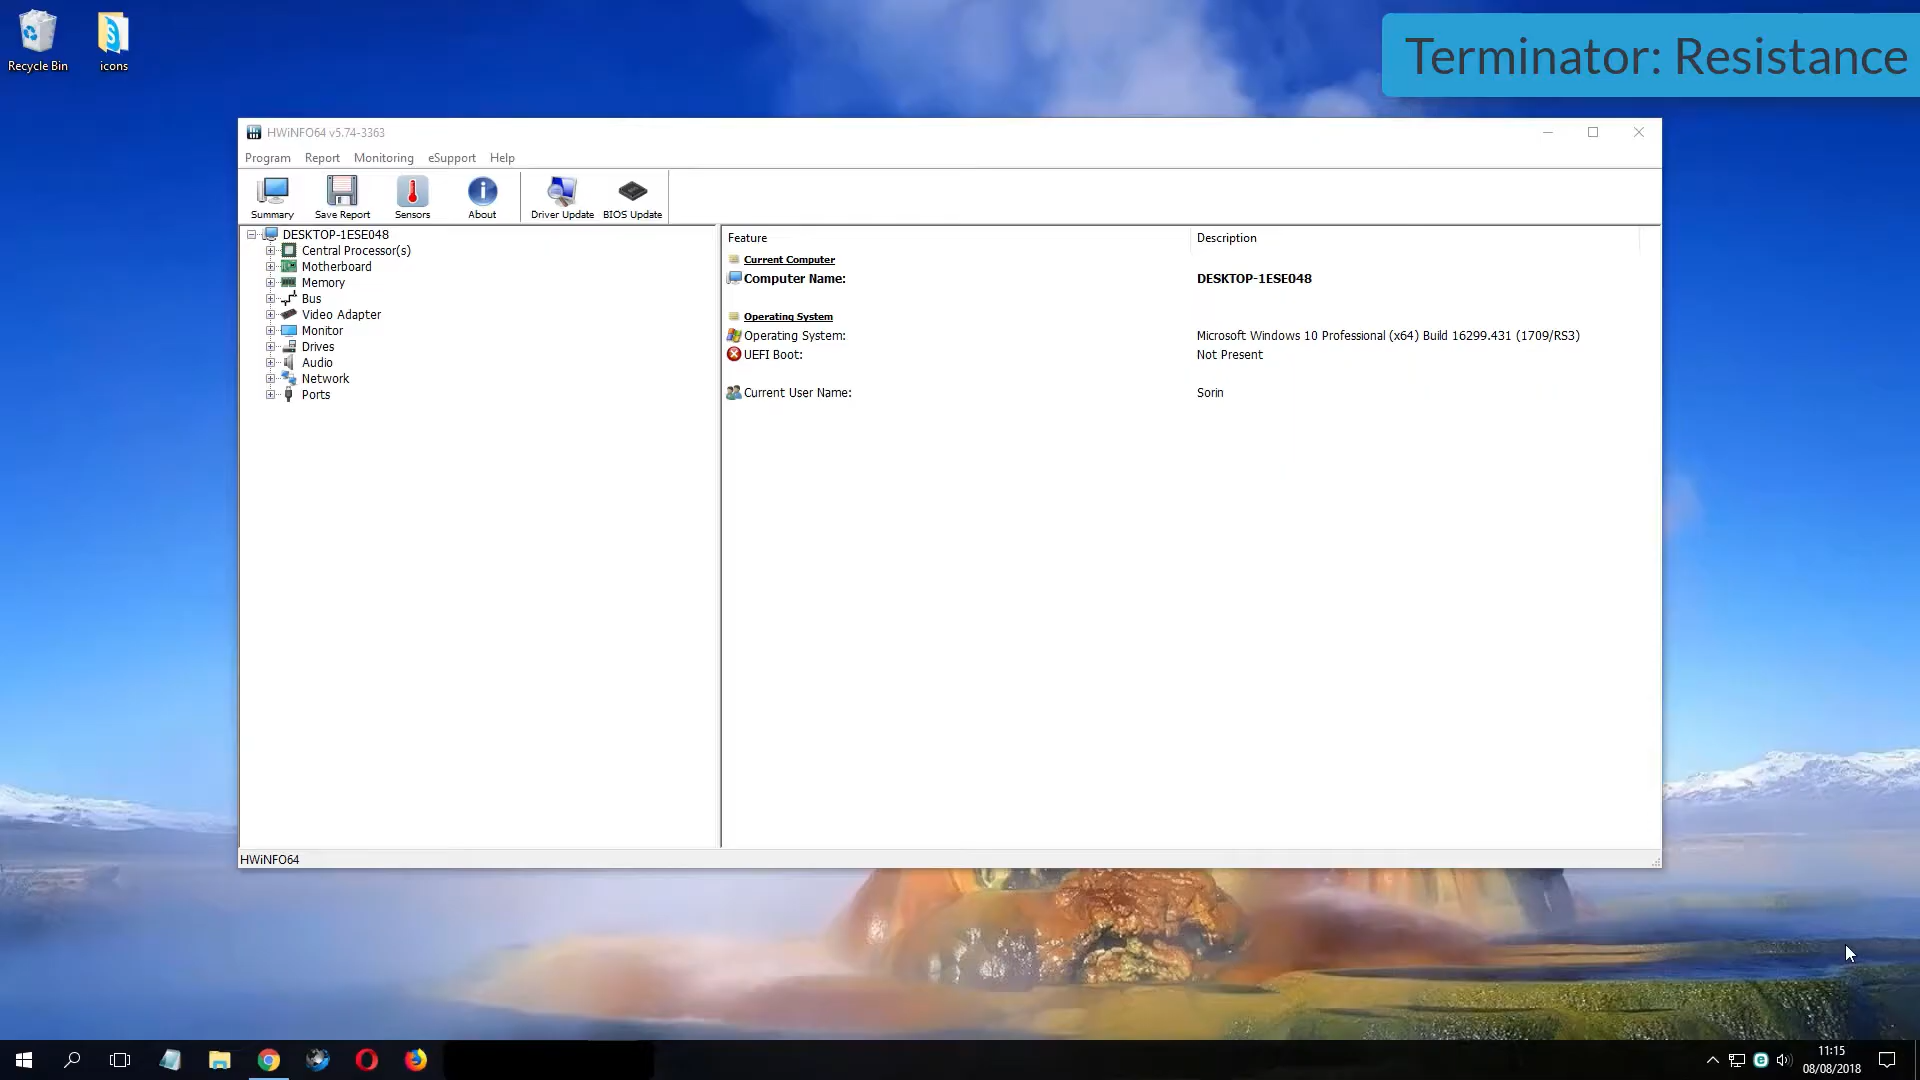 Recycle Bin
icons
Terminator: Resistance
HWiNFO64 v5.74-3363
Program Report Monitoring eSupport Help
Summary Save Report Sensors About Driver Update BIOS Update
DESKTOP-1ESE048
Central Processor(s)
Motherboard
Memory
Bus
Video Adapter
Monitor
Drives
Audio
Network
Ports
Feature Description
Current Computer
Computer Name: DESKTOP-1ESE048
Operating System
Operating System: Microsoft Windows 10 Professional (x64) Build 16299.431 (1709/RS3)
UEFI Boot: Not Present
Current User Name: Sorin
HWiNFO64
11:15
08/08/2018